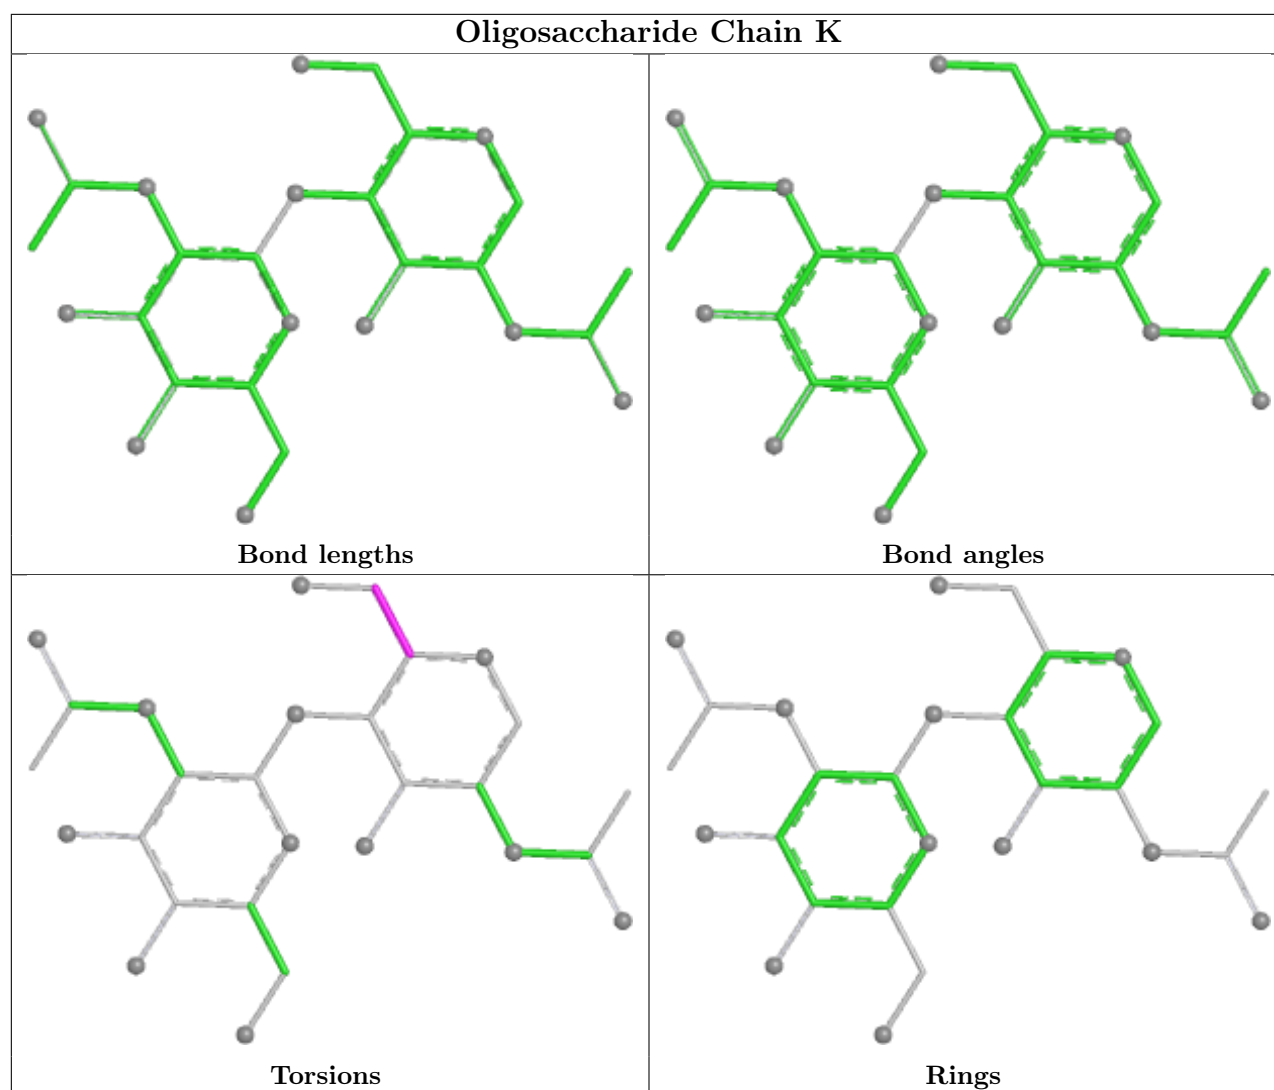 Oligosaccharide Chain K
Bond lengths
Bond angles
Torsions
Rings